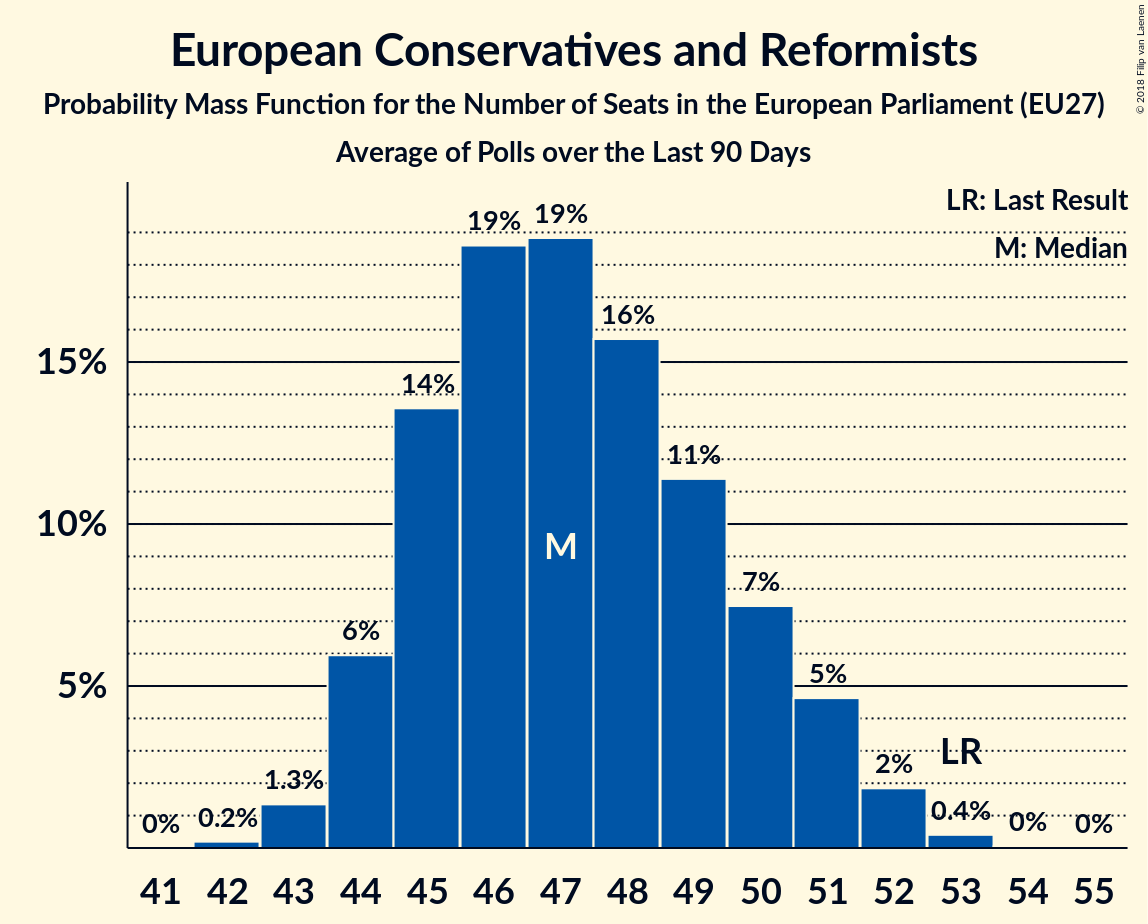 European Conservatives and Reformists
Probability Mass Function for the Number of Seats in the European Parliament (EU27)
Average of Polls over the Last 90 Days
© 2018 Filip van Laenen
LR: Last Result
M: Median
19% 19%
16%
15%
14%
11%
10%
M
7%
6%
5%
5%
LR
2%
1.3%
0.4%
0.2%
0% 0% 0%
41 42 43 44 45 46 47 48 49 50 51 52 53 54 55